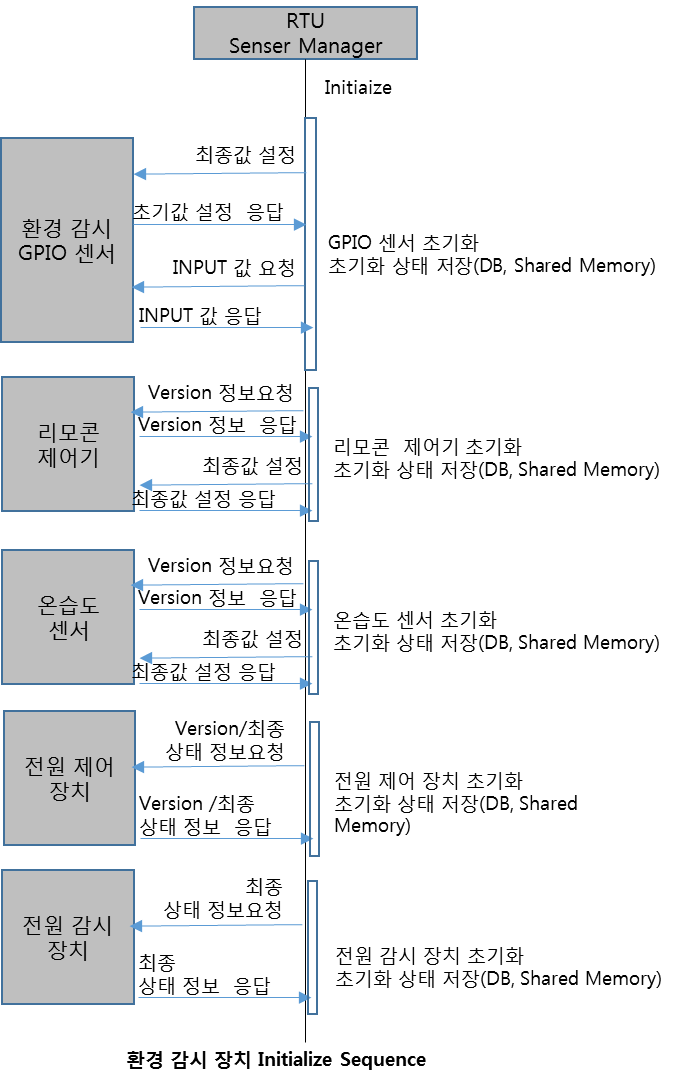 RTU
Senser Manager
Initiaize
최종값 설정
환경 감시
GPIO 센서
초기값 설정 응답
INPUT 값 요청
INPUT 값 응답
GPIO 센서 초기화
초기화 상태 저장(DB, Shared Memory)
리모콘
제어기
Version 정보요청
Version 정보 응답
최종값 설정
최종값 설정 응답
리모콘 제어기 초기화
초기화 상태 저장(DB, Shared Memory)
온습도
센서
Version 정보요청
Version 정보 응답
최종값 설정
최종값 설정 응답
온습도 센서 초기화
초기화 상태 저장(DB, Shared Memory)
전원 제어
장치
Version/최종
상태 정보요청
Version /최종
상태 정보 응답
전원 제어 장치 초기화
초기화 상태 저장(DB, Shared
Memory)
전원 감시
장치
최종
상태 정보요청
최종
상태 정보 응답
전원 감시 장치 초기화
초기화 상태 저장(DB, Shared Memory)
환경 감시 장치 Initialize Sequence